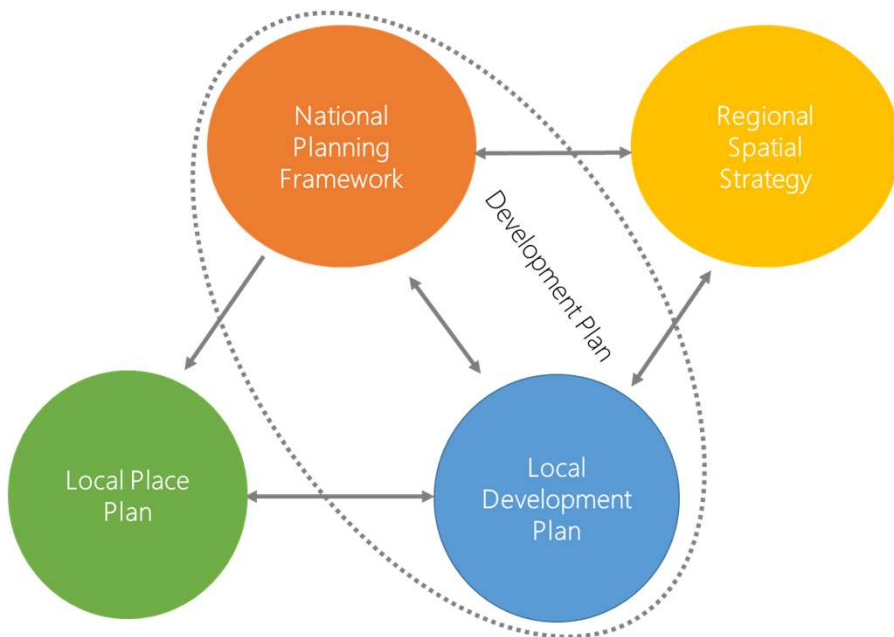 National
Planning
Framework
Regional
Spatial
Strategy
Development Plan
Local Place
Plan
Local
Development
Plan